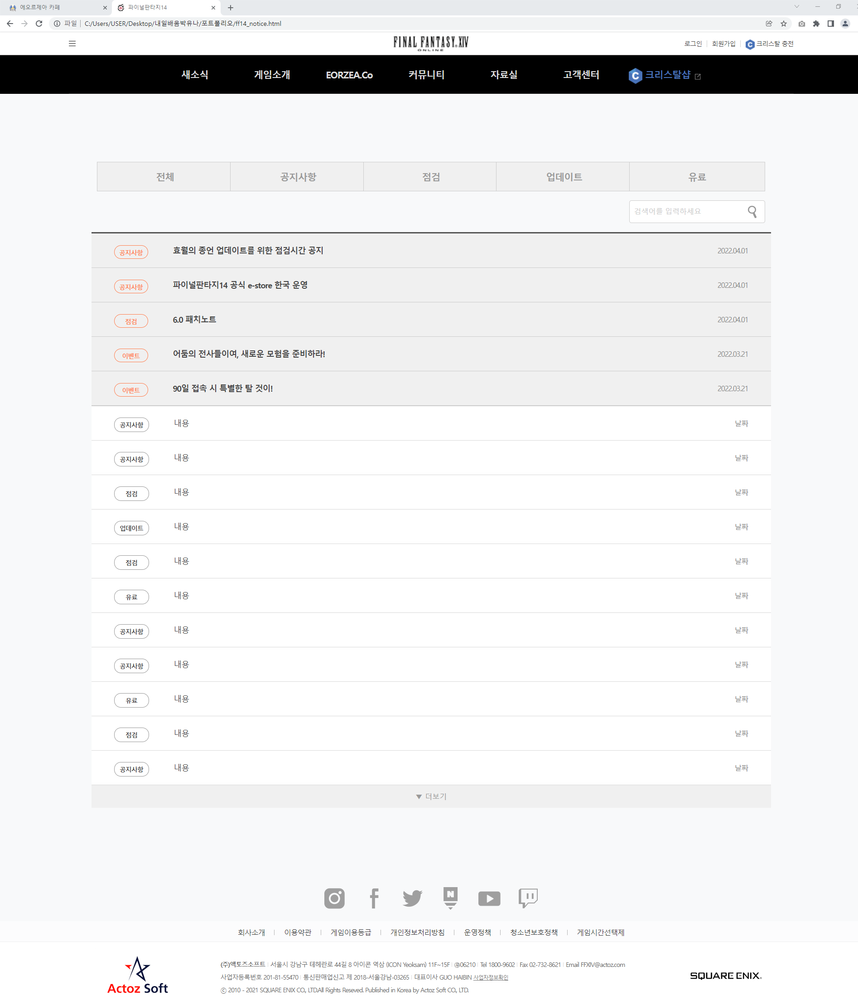 에오르제아 카페
파이널판타지14
파일 C:/Users/USER/Desktop/내일배움박유나/포트폴리오/ff14_notice.html
FINAL FANTASY.XIV
ONLINE
로그인 회원가입 C 크리스탈 충전
새소식 게임소개 EORZEA.Co 커뮤니티 자료실 고객센터 C 크리스탈샵
전체 공지사항 점검 업데이트 유료
검색어를 입력하세요
공지사항 효월의 종언 업데이트를 위한 점검시간 공지 2022.04.01
공지사항 파이널판타지14 공식 e-store 한국 운영 2022.04.01
점검 6.0 패치노트 2022.04.01
이벤트 어둠의 전사들이여, 새로운 모험을 준비하라! 2022.03.21
이벤트 90일 접속 시 특별한 탈 것이! 2022.03.21
공지사항 내용 날짜
공지사항 내용 날짜
점검 내용 날짜
업데이트 내용 날짜
점검 내용 날짜
유료 내용 날짜
공지사항 내용 날짜
공지사항 내용 날짜
유료 내용 날짜
점검 내용 날짜
공지사항 내용 날짜
▼ 더보기
N
회사소개 | 이용약관 | 게임이용등급 | 개인정보처리방침 | 운영정책 | 청소년보호정책 | 게임시간선택제
(주)액토즈소프트 | 서울시 강남구 테헤란로 44길 8 아이콘 역삼 (ICON Yeoksam) 11F~15F | ㉾06210 | Tel 1800-9602 | Fax 02-732-8621 | Email FFXIV@actoz.com
사업자등록번호 201-81-55470 | 통신판매업신고 제 2018-서울강남-03265 | 대표이사 GUO HAIBIN 사업자정보확인
ⓒ 2010 - 2021 SQUARE ENIX CO., LTD.All Rights Reseved. Published in Korea by Actoz Soft CO., LTD.
Actoz Soft
SQUARE ENIX.